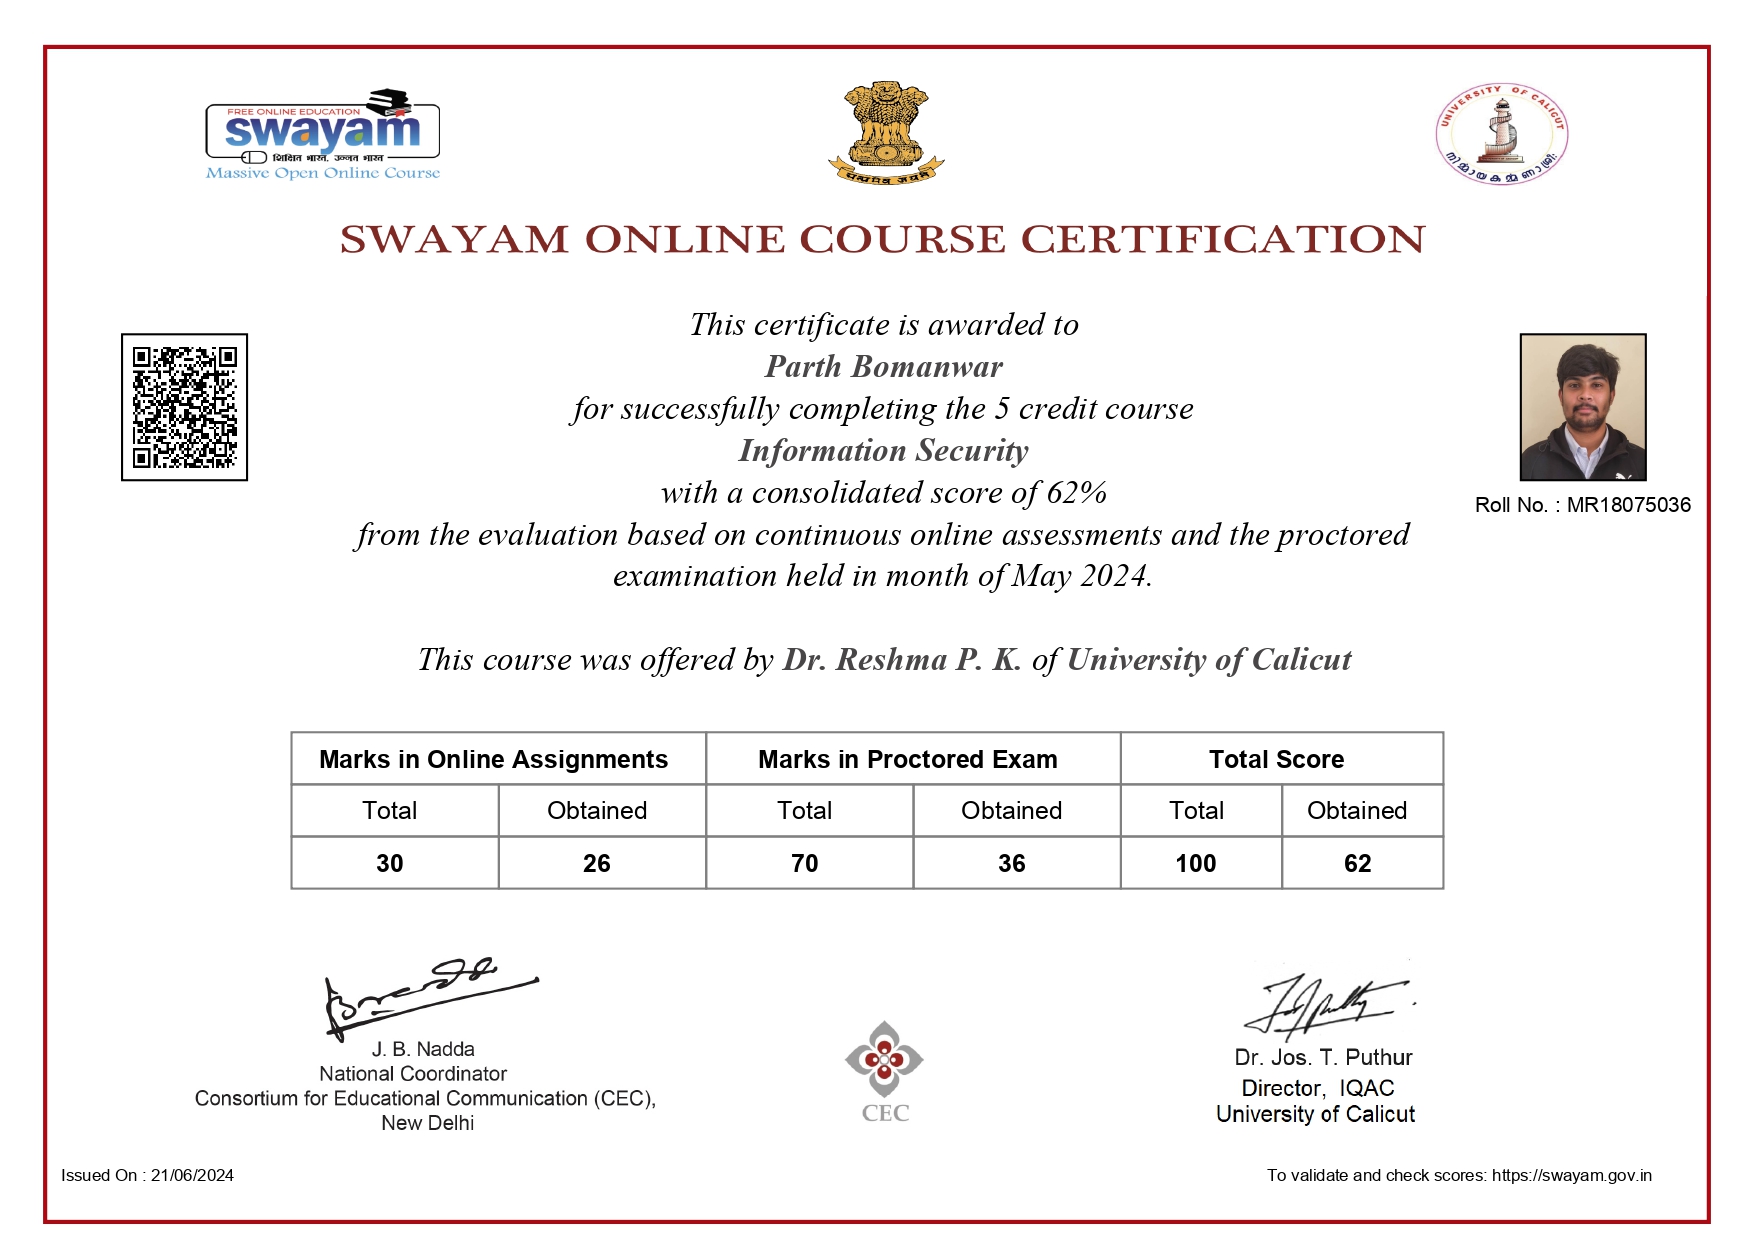 FREE ONLINE EDUCATION
swayam
शिक्षित भारत, उन्नत भारत
Massive Open Online Course
सत्यमेव जयते
UNIVERSITY OF CALICUT
SWAYAM ONLINE COURSE CERTIFICATION
This certificate is awarded to
Parth Bomanwar
for successfully completing the 5 credit course
Information Security
with a consolidated score of 62%
from the evaluation based on continuous online assessments and the proctored
examination held in month of May 2024.
Roll No. : MR18075036
This course was offered by Dr. Reshma P. K. of University of Calicut
Marks in Online Assignments Marks in Proctored Exam Total Score
Total Obtained Total Obtained Total Obtained
30 26 70 36 100 62
J. B. Nadda
National Coordinator
Consortium for Educational Communication (CEC),
New Delhi
CEC
Dr. Jos. T. Puthur
Director, IQAC
University of Calicut
Issued On : 21/06/2024
To validate and check scores: https://swayam.gov.in